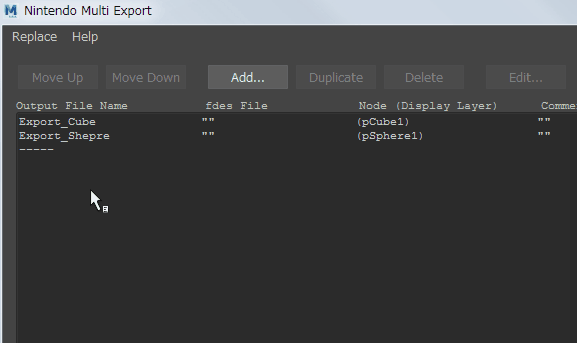 Nintendo Multi Export
Replace Help
Move Up Move Down Add... Duplicate Delete Edit...
Output File Name fdes File Node (Display Layer) Comme
Export_Cube "" (pCube1) ""
Export_Shepre "" (pSphere1) ""
-----